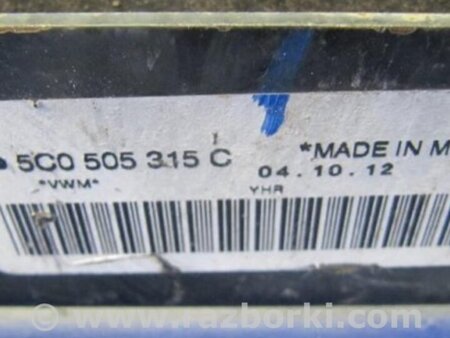 5C0 505 315 C
*MADE IN M
*VWM*
04.10.12
YHR
www.razborki.com